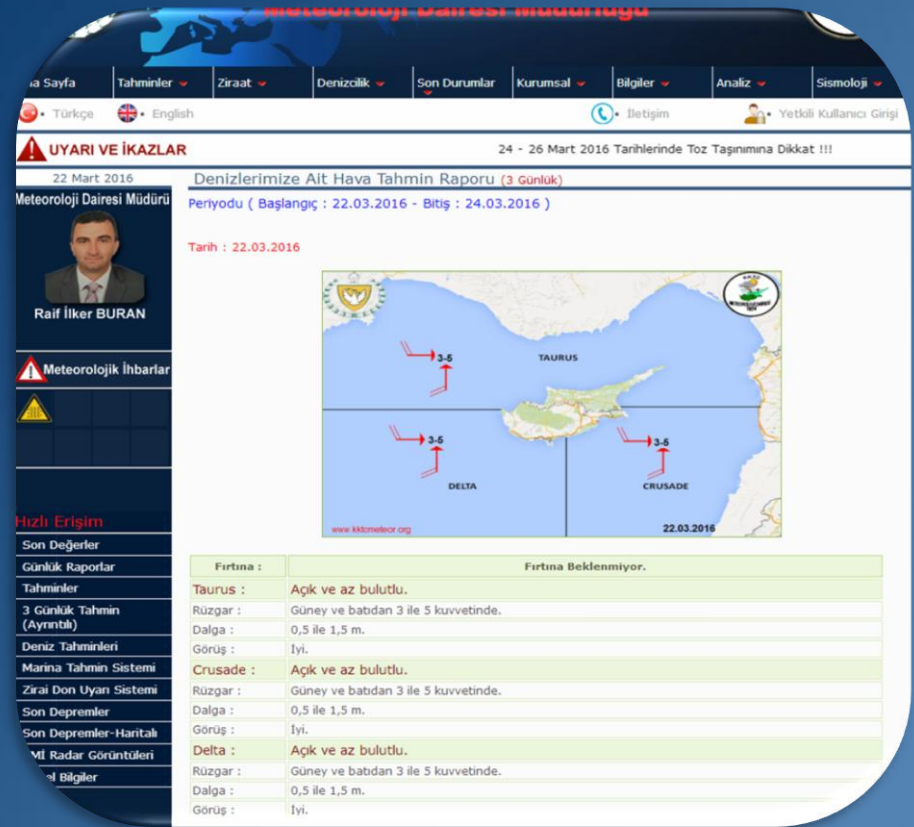 Meteoroloji Dairesi Müdürlüğü
Sayfa
Tahminler
Ziraat
Denizcilik
Son Durumlar
Kurumsal
Bilgiler
Analiz
Sismoloji
Türkçe
English
İletişim
Yetkili Kullanıcı Girişi
UYARI VE İKAZLAR
24 - 26 Mart 2016 Tarihlerinde Toz Taşınımına Dikkat !!!
22 Mart 2016
Meteoroloji Dairesi Müdürü
Raif İlker BURAN
Meteorolojik İhbarlar
Hızlı Erişim
Son Değerler
Günlük Raporlar
Tahminler
3 Günlük Tahmin
(Ayrıntılı)
Deniz Tahminleri
Marina Tahmin Sistemi
Zirai Don Uyarı Sistemi
Son Depremler
Son Depremler-Haritalı
Radar Görüntüleri
Bilgiler
Denizlerimize Ait Hava Tahmin Raporu (3 Günlük)
Periyodu ( Başlangıç : 22.03.2016 - Bitiş : 24.03.2016 )
Tarih : 22.03.2016
3-5
TAURUS
3-5
DELTA
3-5
CRUSADE
www.kktcmeteor.org
22.03.2016
Fırtına : Fırtına Beklenmiyor.
Taurus : Açık ve az bulutlu.
Rüzgar : Güney ve batıdan 3 ile 5 kuvvetinde.
Dalga : 0,5 ile 1,5 m.
Görüş : İyi.
Crusade : Açık ve az bulutlu.
Rüzgar : Güney ve batıdan 3 ile 5 kuvvetinde.
Dalga : 0,5 ile 1,5 m.
Görüş : İyi.
Delta : Açık ve az bulutlu.
Rüzgar : Güney ve batıdan 3 ile 5 kuvvetinde.
Dalga : 0,5 ile 1,5 m.
Görüş : İyi.